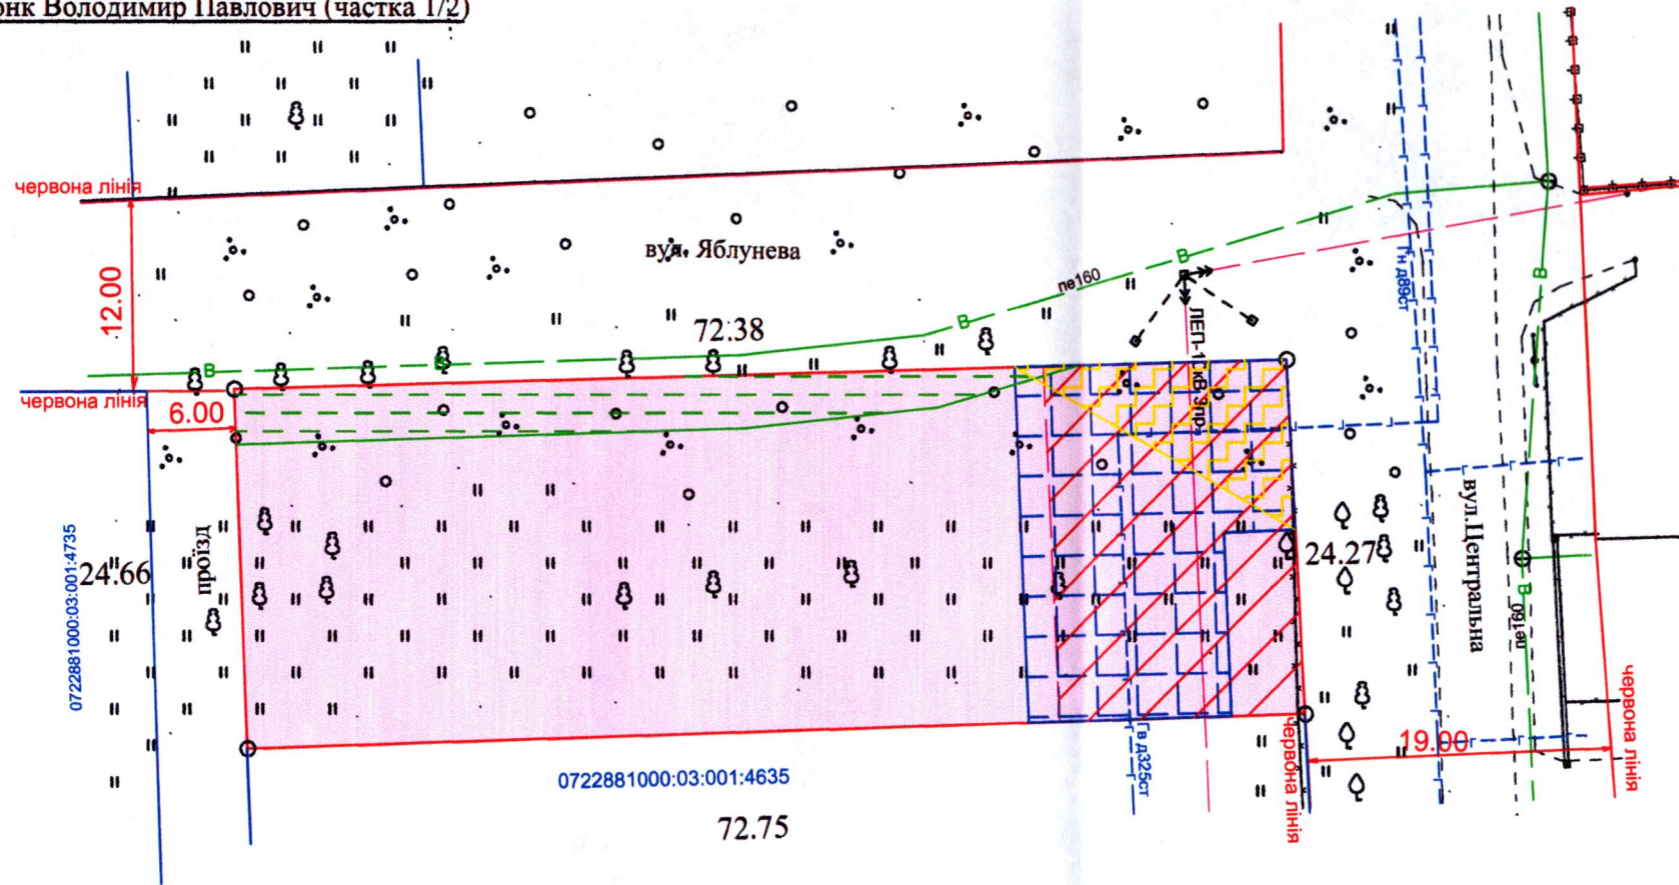 Володимир Павлович (частка 1/2)
червона лінія
12.00
вул. Яблунева
пе160
72.38
Гн д89ст
ЛЕП-10кВ 3пр.
червона лінія
6.00
0722881000:03:001:4735
24.66
проїзд
24.27
вул.Центральна
пе160
0722881000:03:001:4635
72.75
Гв д325ст
червона лінія
19.00
червона лінія
В
В
В
В
В
В